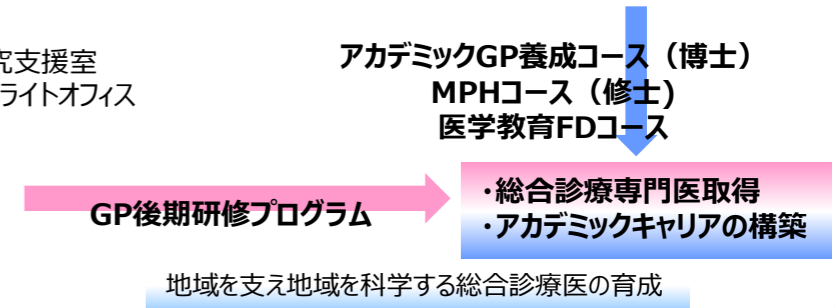 究支援室
ライトオフィス
アカデミックGP養成コース（博士）
MPHコース（修士)
医学教育FDコース
GP後期研修プログラム
・総合診療専門医取得
・アカデミックキャリアの構築
地域を支え地域を科学する総合診療医の育成